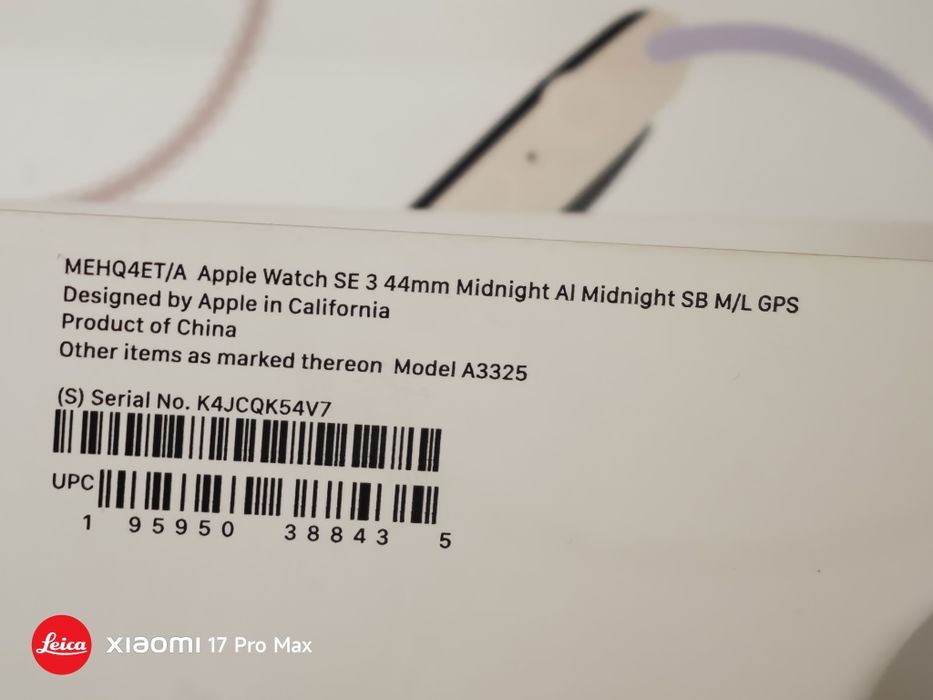 MEHQ4ET/A Apple Watch SE 3 44mm Midnight Al Midnight SB M/L GPS
Designed by Apple in California
Product of China
Other items as marked thereon Model A3325
(S) Serial No. K4JCQK54V7
UPC
1 95950 38843 5
Leica XIAOMI 17 Pro Max